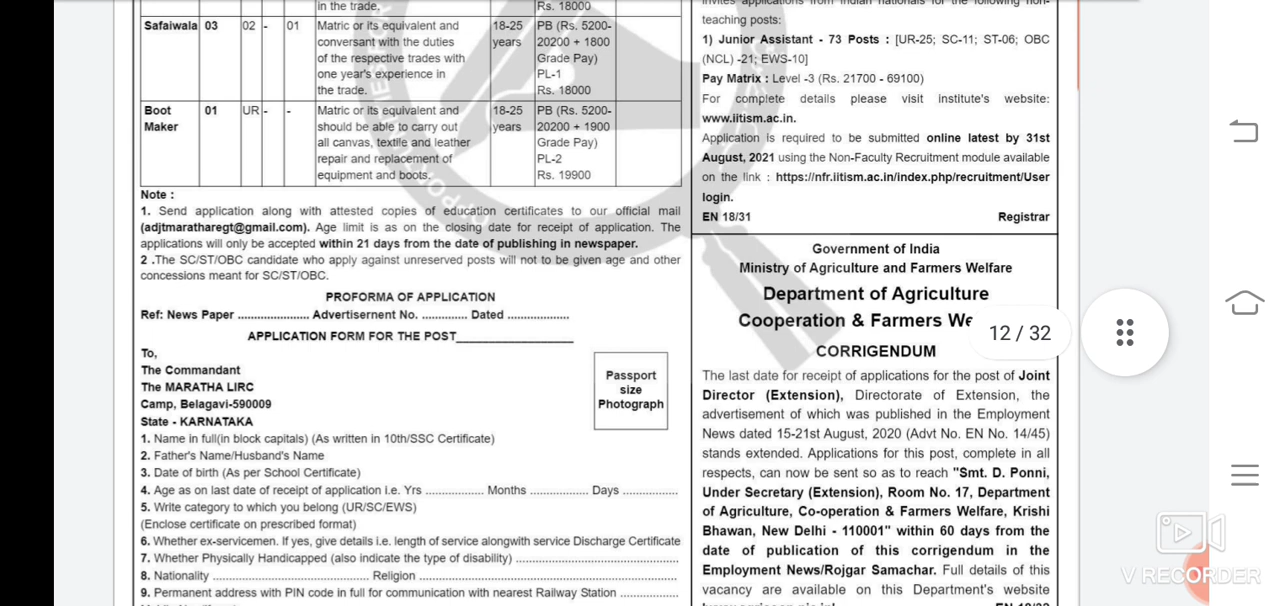 in the trade.
Rs. 18000
Safaiwala 03 02 - 01 Matric or its equivalent and 18-25 PB (Rs. 5200-
conversant with the duties years 20200 + 1800
of the respective trades with Grade Pay)
one year's experience in PL-1
the trade. Rs. 18000
Boot 01 UR - - Matric or its equivalent and 18-25 PB (Rs. 5200-
Maker should be able to carry out years 20200 + 1900
all canvas, textile and leather Grade Pay)
repair and replacement of PL-2
equipment and boots. Rs. 19900
Note :
1. Send application along with attested copies of education certificates to our official mail
(adjtmaratharegt@gmail.com). Age limit is as on the closing date for receipt of application. The
applications will only be accepted within 21 days from the date of publishing in newspaper.
2 .The SC/ST/OBC candidate who apply against unreserved posts will not to be given age and other
concessions meant for SC/ST/OBC.
PROFORMA OF APPLICATION
Ref: News Paper ...................... Advertisernent No. .............. Dated ...................
APPLICATION FORM FOR THE POST____________________
To,
The Commandant
The MARATHA LIRC
Camp, Belagavi-590009
State - KARNATAKA
Passport
size
Photograph
1. Name in full(in block capitals) (As written in 10th/SSC Certificate)
2. Father's Name/Husband's Name
3. Date of birth (As per School Certificate)
4. Age as on last date of receipt of application i.e. Yrs .................. Months .................. Days .................
5. Write category to which you belong (UR/SC/EWS)
(Enclose certificate on prescribed format)
6. Whether ex-servicemen. If yes, give details i.e. length of service alongwith service Discharge Certificate
7. Whether Physically Handicapped (also indicate the type of disability) ..................................................
8. Nationality ................................................ Religion ................................................................................
9. Permanent address with PIN code in full for communication with nearest Railway Station ..................
invites applications from Indian nationals for the following non-
teaching posts:
1) Junior Assistant - 73 Posts : [UR-25; SC-11; ST-06; OBC
(NCL) -21; EWS-10]
Pay Matrix : Level -3 (Rs. 21700 - 69100)
For complete details please visit institute's website:
www.iitism.ac.in.
Application is required to be submitted online latest by 31st
August, 2021 using the Non-Faculty Recruitment module available
on the link : https://nfr.iitism.ac.in/index.php/recruitment/User
login.
EN 18/31 Registrar
Government of India
Ministry of Agriculture and Farmers Welfare
Department of Agriculture
Cooperation & Farmers We
12 / 32
CORRIGENDUM
The last date for receipt of applications for the post of Joint
Director (Extension), Directorate of Extension, the
advertisement of which was published in the Employment
News dated 15-21st August, 2020 (Advt No. EN No. 14/45)
stands extended. Applications for this post, complete in all
respects, can now be sent so as to reach "Smt. D. Ponni,
Under Secretary (Extension), Room No. 17, Department
of Agriculture, Co-operation & Farmers Welfare, Krishi
Bhawan, New Delhi - 110001" within 60 days from the
date of publication of this corrigendum in the
Employment News/Rojgar Samachar. Full details of this
vacancy are available on this Department's website
V RECORDER